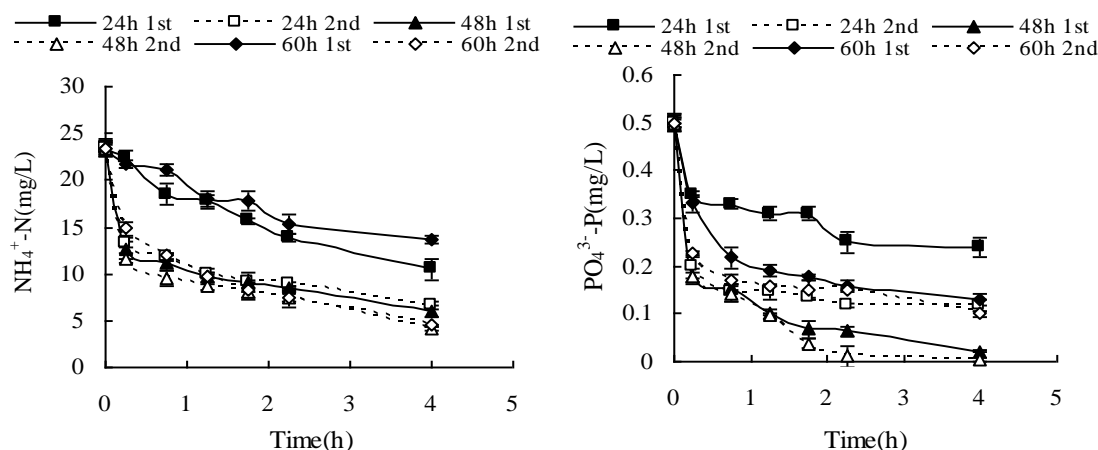 24h 1st 24h 2nd 48h 1st
48h 2nd 60h 1st 60h 2nd
30
25
20
15
10
5
0
NH₄⁺-N(mg/L)
0 1 2 3 4 5
Time(h)
24h 1st 24h 2nd 48h 1st
48h 2nd 60h 1st 60h 2nd
0.6
0.5
0.4
0.3
0.2
0.1
0
PO₄³⁻-P(mg/L)
0 1 2 3 4 5
Time(h)